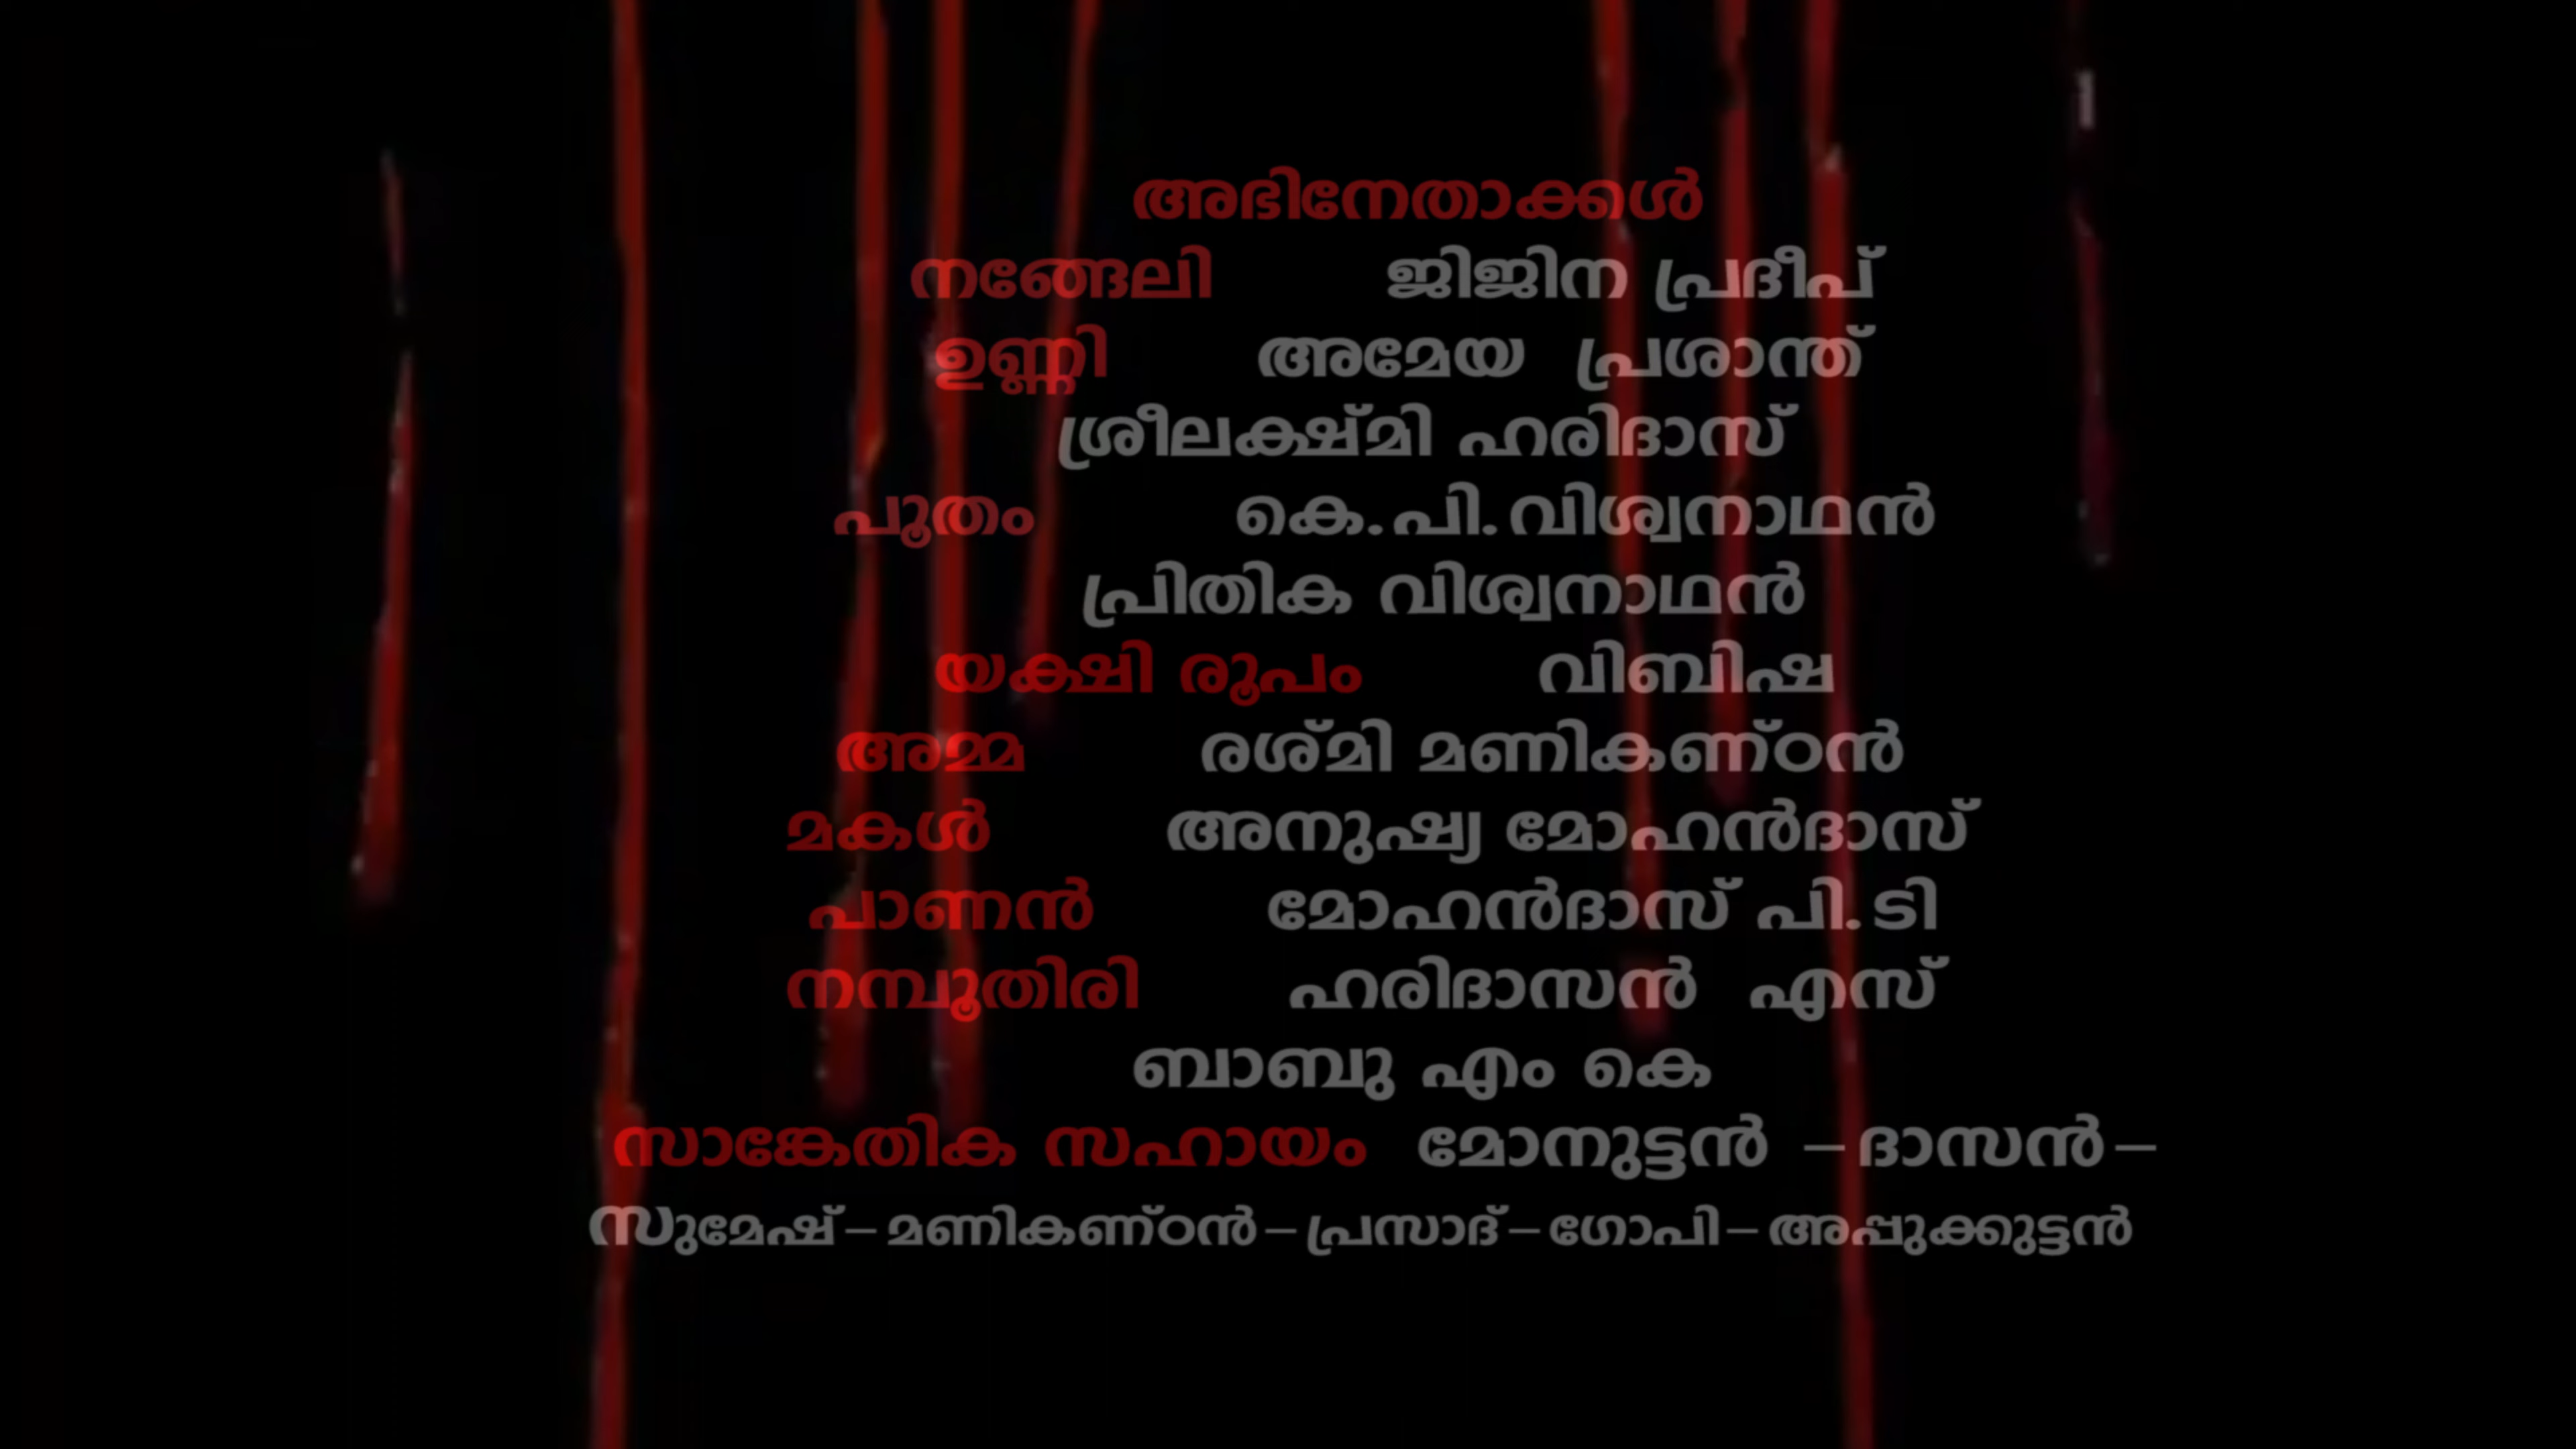 അഭിനേതാക്കൾ
നങ്ങേലി ജിജിന പ്രദീപ്
ഉണ്ണി അമേയ പ്രശാന്ത്
ശ്രീലക്ഷ്മി ഹരിദാസ്
പൂതം കെ.പി.വിശ്വനാഥൻ
പ്രിതിക വിശ്വനാഥൻ
യക്ഷി രൂപം വിബിഷ
അമ്മ രശ്മി മണികണ്ഠൻ
മകൾ അനുഷ്യ മോഹൻദാസ്
പാണൻ മോഹൻദാസ് പി.ടി
നമ്പൂതിരി ഹരിദാസൻ എസ്
ബാബു എം കെ
സാങ്കേതിക സഹായം മോനുട്ടൻ -ദാസൻ-
സുമേഷ്-മണികണ്ഠൻ-പ്രസാദ്-ഗോപി-അപ്പുക്കുട്ടൻ